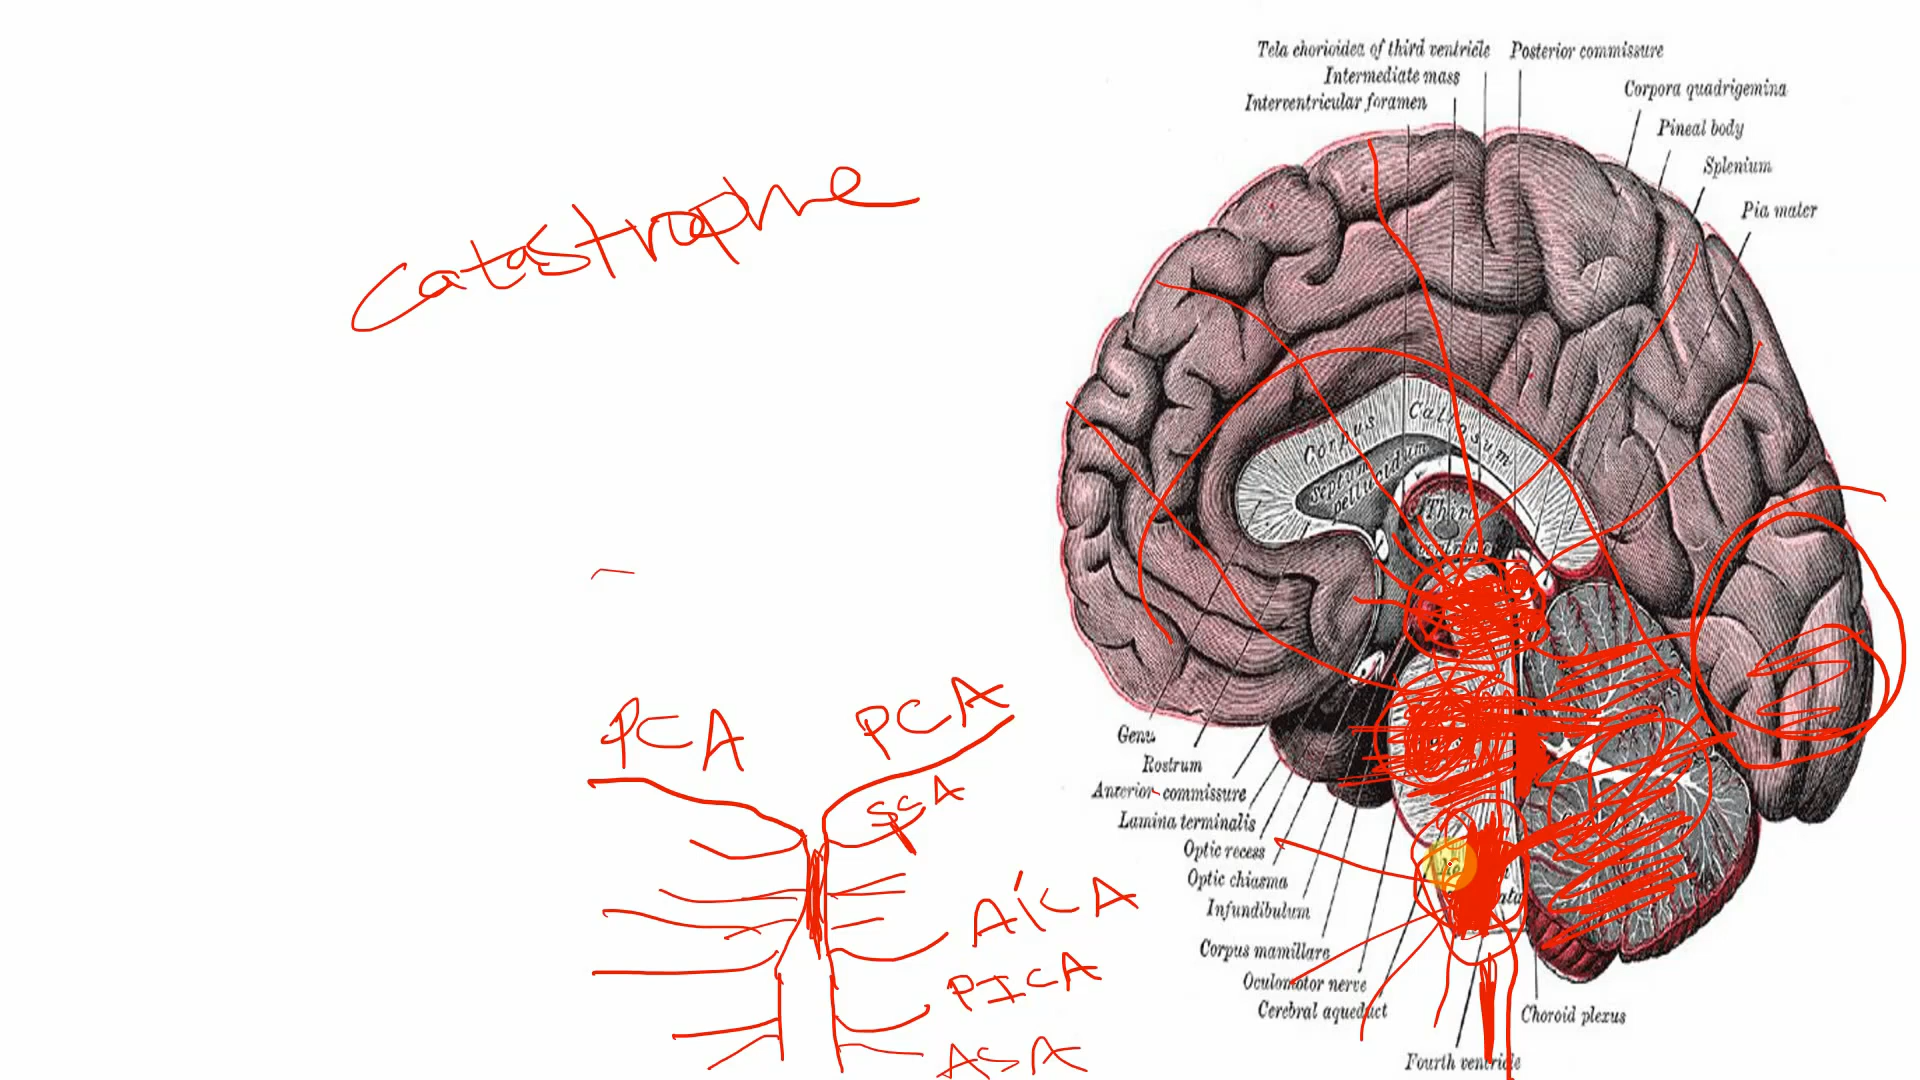 Tela chorioidea of third ventricle
Posterior commissure
Intermediate mass
Interventricular foramen
Corpora quadrigemina
Pineal body
Splenium
Pia mater
Catastrophe
Corpus Callosum
Septum pellucidum
Third
PCA
PCA
SCA
AICA
PICA
ASA
Genu
Rostrum
Anterior commissure
Lamina terminalis
Optic recess
Optic chiasma
Infundibulum
Corpus mamillare
Oculomotor nerve
Cerebral aqueduct
Choroid plexus
Fourth ventricle